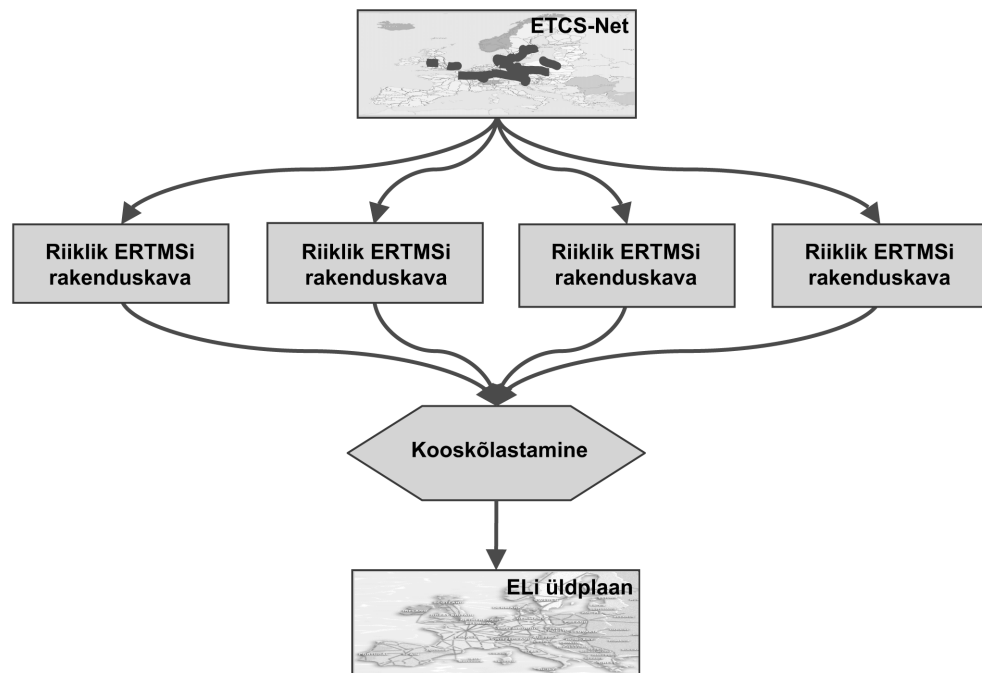 ETCS-Net
Riiklik ERTMSi
rakenduskava
Riiklik ERTMSi
rakenduskava
Riiklik ERTMSi
rakenduskava
Riiklik ERTMSi
rakenduskava
Kooskõlastamine
ELi üldplaan